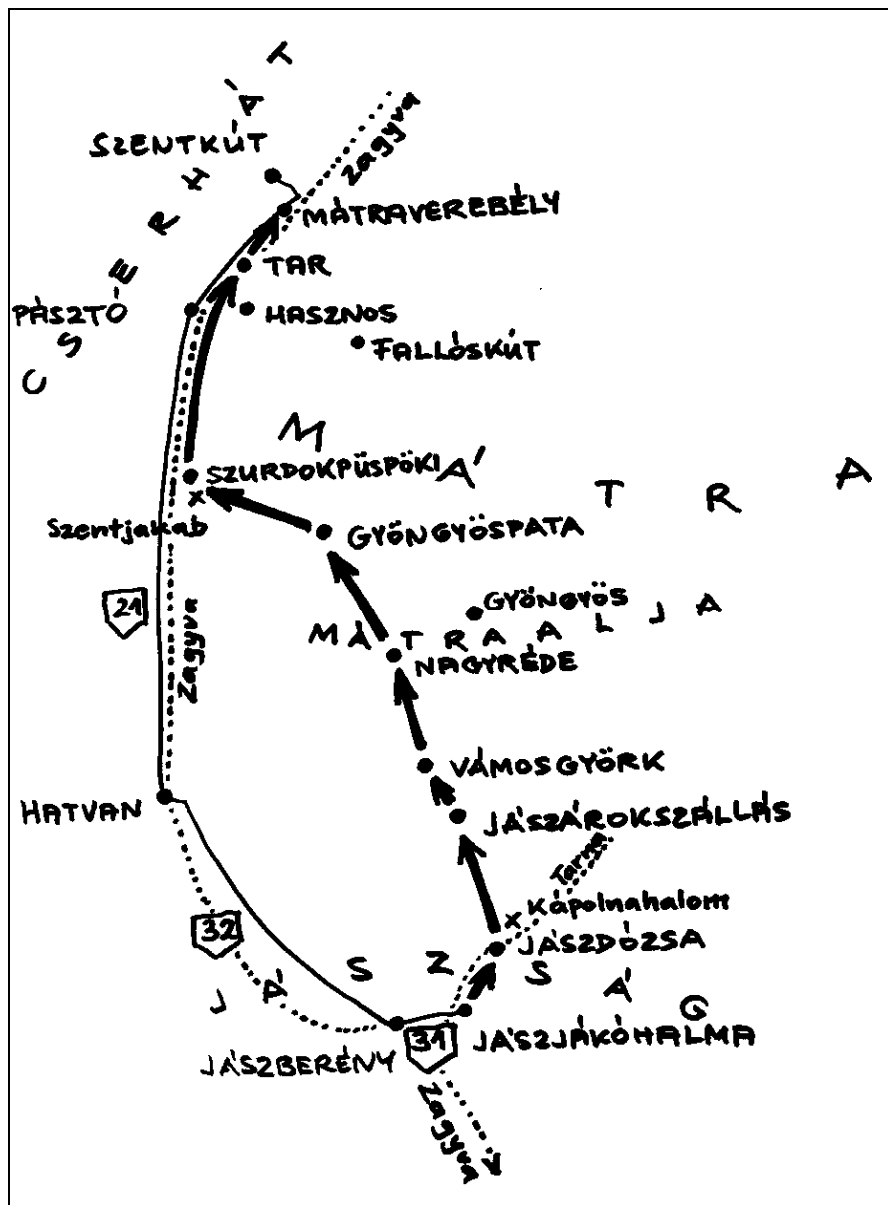 CSERHÁT
SZENTKÚT
Zagyva
MÁTRAVEREBÉLY
TAR
PÁSZTÓ
HASZNOS
FALLÓSKÚT
MÁTRA
SZURDOKPÜSPÖKI
Szentjakab
GYÖNGYÖSPATA
21
Zagyva
GYÖNGYÖS
MÁTRAALJA
NAGYRÉDE
VÁMOSGYÖRK
HATVAN
JÁSZÁROKSZÁLLÁS
Tarna
Kápolnahalom
32
JÁSZDÓZSA
JÁSZSÁG
31
JÁSZJÁKÓHALMA
JÁSZBERÉNY
Zagyva